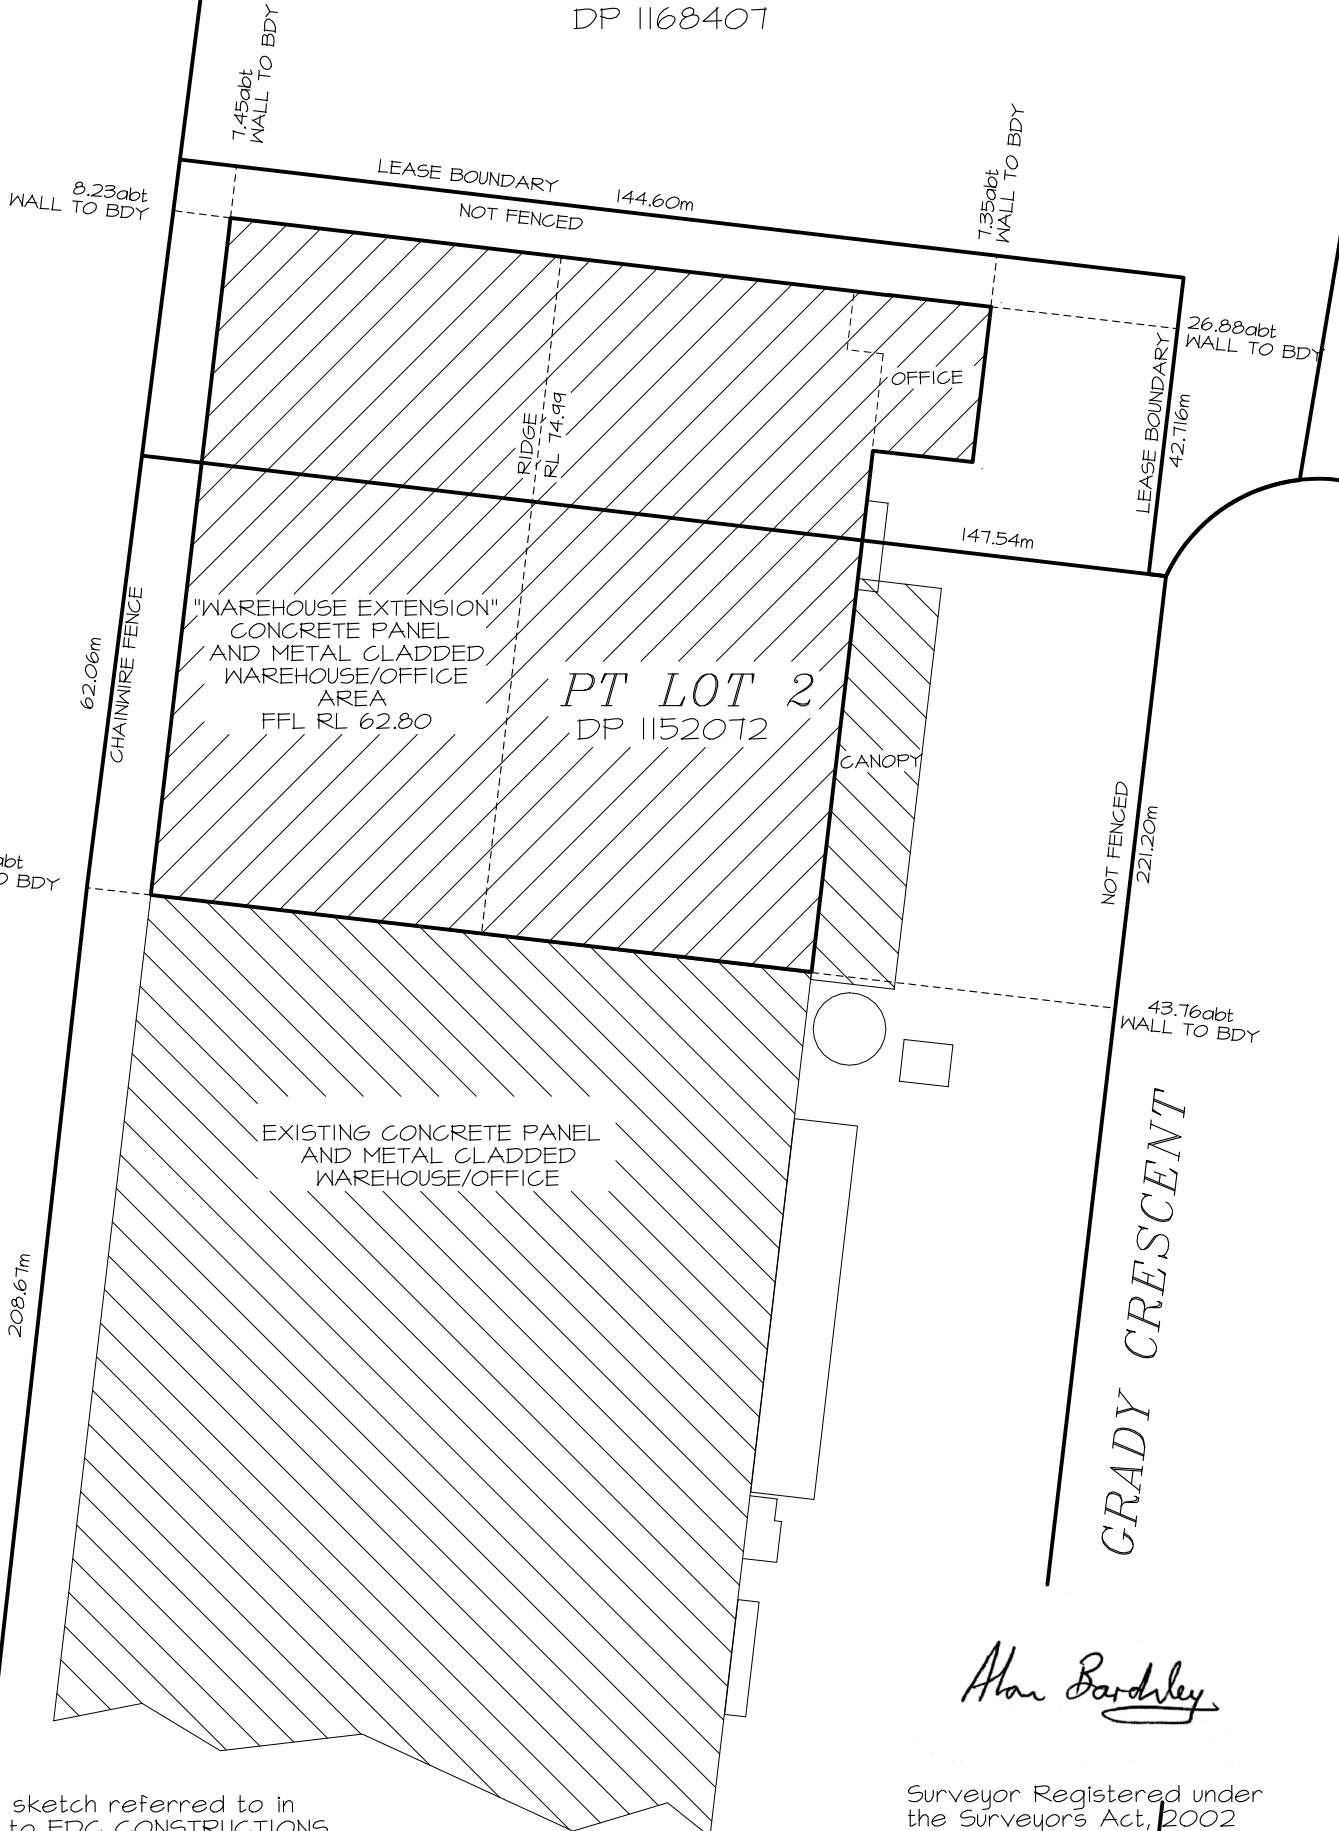 DP 1168407
7.45abt
WALL TO BDY
8.23abt
WALL TO BDY
LEASE BOUNDARY
144.60m
NOT FENCED
7.35abt
WALL TO BDY
26.88abt
WALL TO BDY
OFFICE
LEASE BOUNDARY
42.716m
RIDGE
RL 74.99
147.54m
"WAREHOUSE EXTENSION"
CONCRETE PANEL
AND METAL CLADDED
WAREHOUSE/OFFICE
AREA
FFL RL 62.80
PT LOT 2
DP 1152072
62.06m
CHAINWIRE FENCE
CANOPY
NOT FENCED
221.20m
abt
O BDY
43.76abt
WALL TO BDY
EXISTING CONCRETE PANEL
AND METAL CLADDED
WAREHOUSE/OFFICE
208.67m
GRADY CRESCENT
Surveyor Registered under
the Surveyors Act, 2002
sketch referred to in
to FDC CONSTRUCTIONS